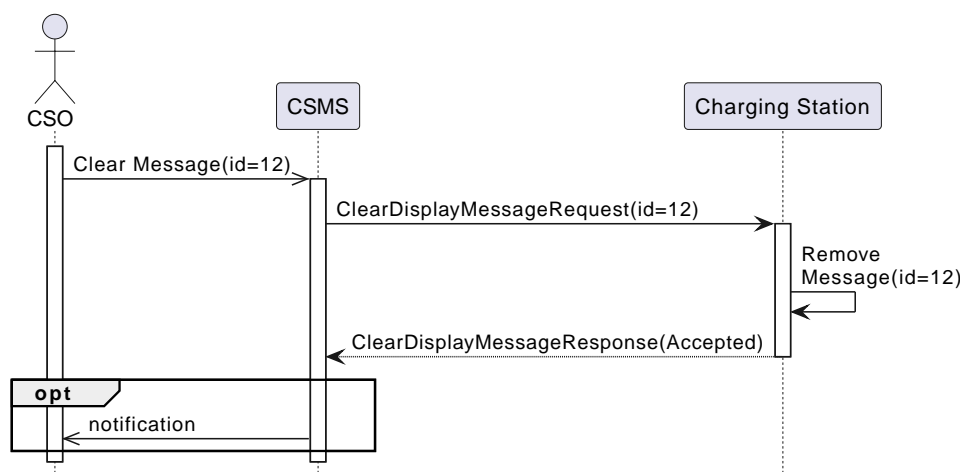 CSO
CSMS
Charging Station
Clear Message(id=12)
ClearDisplayMessageRequest(id=12)
Remove
Message(id=12)
ClearDisplayMessageResponse(Accepted)
opt
notification